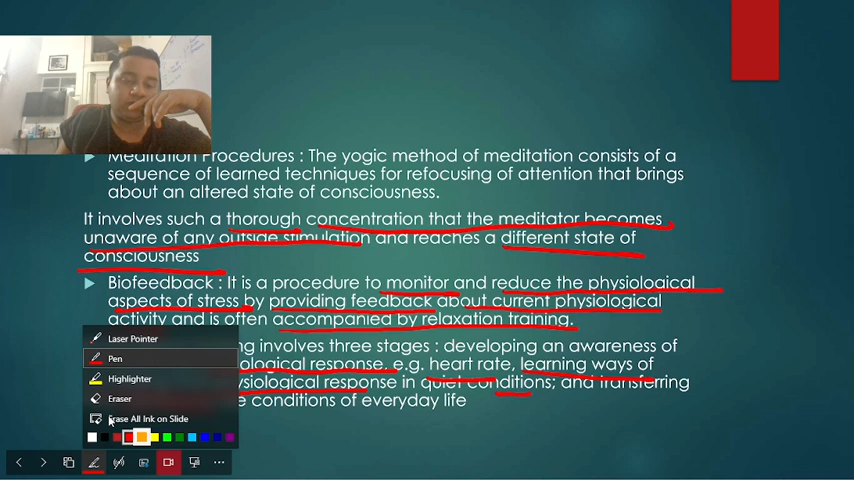 Meditation Procedures : The yogic method of meditation consists of a
sequence of learned techniques for refocusing of attention that brings
about an altered state of consciousness.
It involves such a thorough concentration that the meditator becomes
unaware of any outside stimulation and reaches a different state of
consciousness
Biofeedback : It is a procedure to monitor and reduce the physiological
aspects of stress by providing feedback about current physiological
activity and is often accompanied by relaxation training.
ng involves three stages : developing an awareness of
ological response, e.g. heart rate, learning ways of
ysiological response in quiet conditions; and transferring
e conditions of everyday life
Laser Pointer
Pen
Highlighter
Eraser
Erase All Ink on Slide